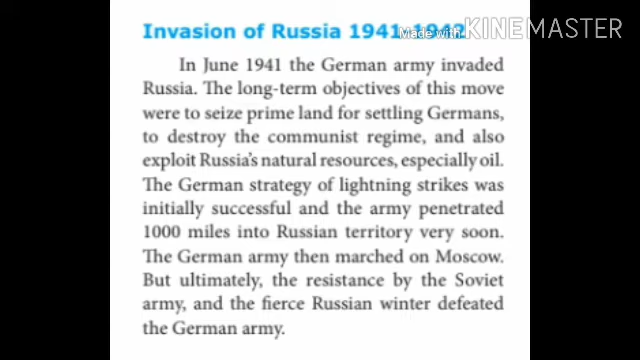 Invasion of Russia 1941-1942
Made with KINEMASTER
In June 1941 the German army invaded
Russia. The long-term objectives of this move
were to seize prime land for settling Germans,
to destroy the communist regime, and also
exploit Russia's natural resources, especially oil.
The German strategy of lightning strikes was
initially successful and the army penetrated
1000 miles into Russian territory very soon.
The German army then marched on Moscow.
But ultimately, the resistance by the Soviet
army, and the fierce Russian winter defeated
the German army.